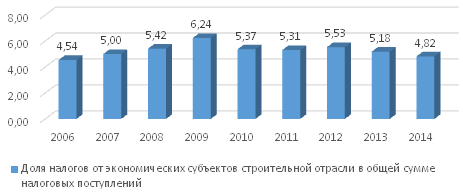 8,00
6,00
4,00
2,00
0,00
4,54 5,00 5,42 6,24 5,37 5,31 5,53 5,18 4,82
2006 2007 2008 2009 2010 2011 2012 2013 2014
Доля налогов от экономических субъектов строительной отрасли в общей сумме
налоговых поступлений